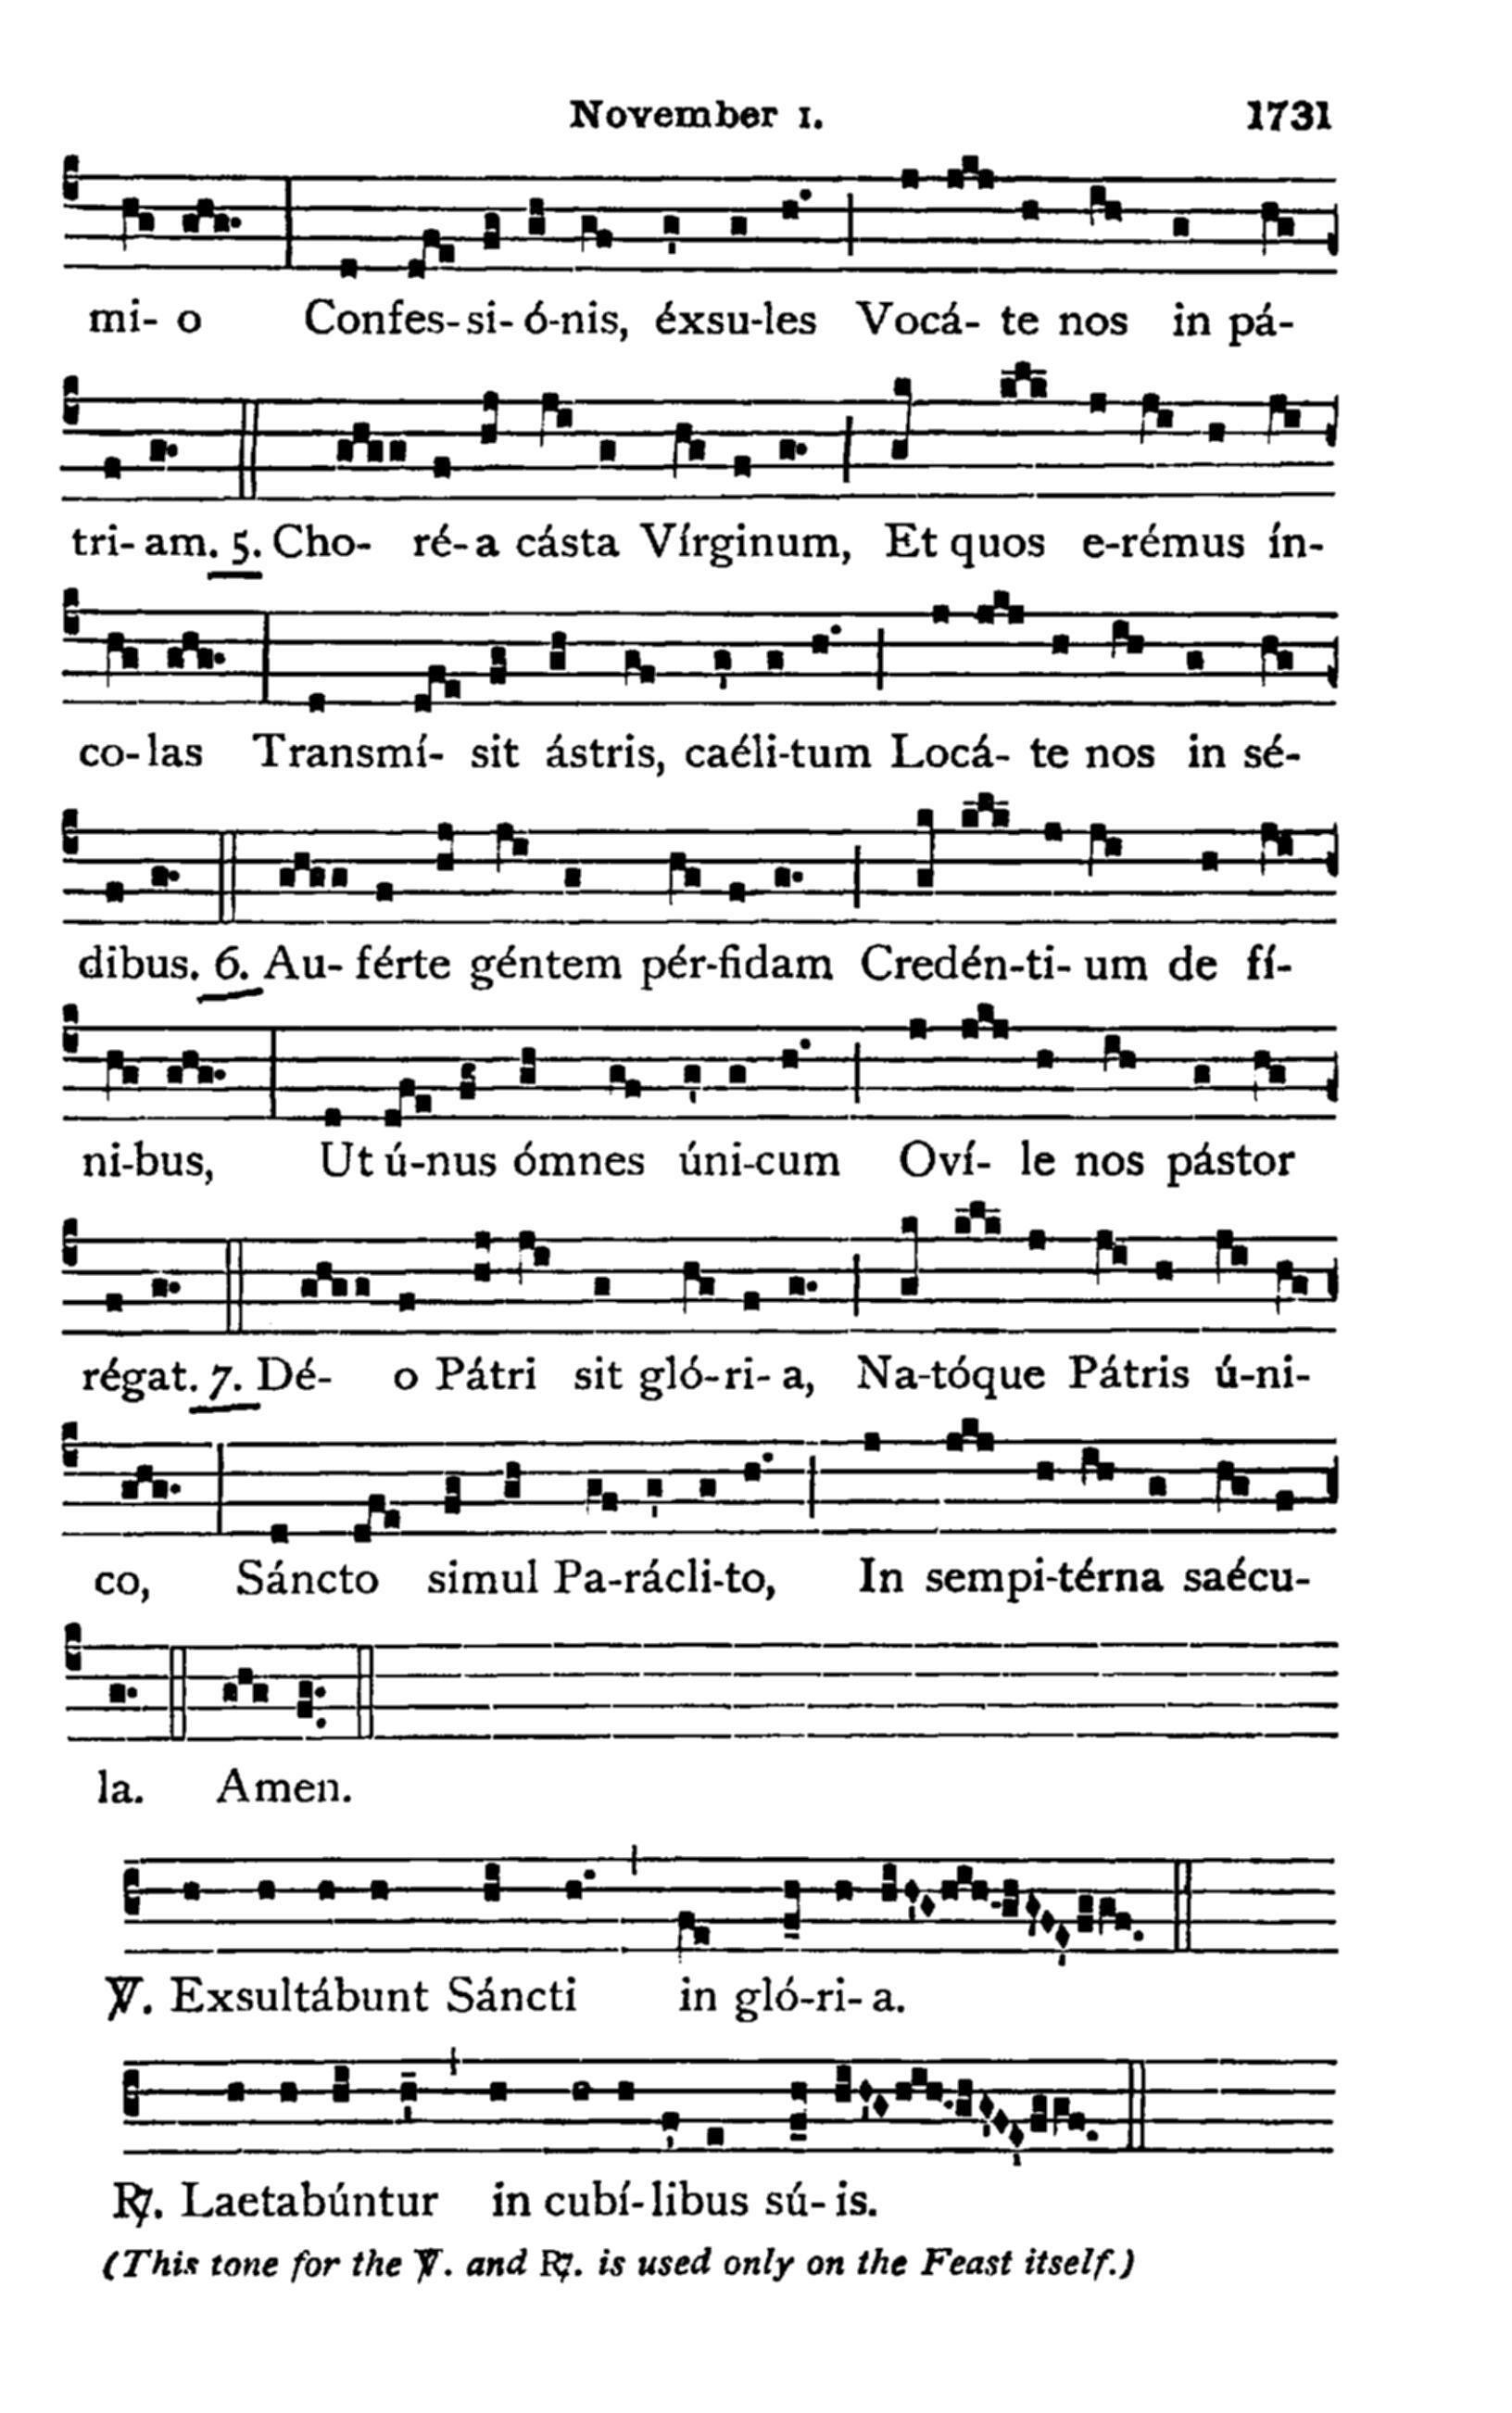 November 1. 1731
mi- o Confes- si- ó-nis, éxsu-les Vocá- te nos in pá-
tri- am. 5. Cho- ré- a cásta Vírginum, Et quos e-rémus ín-
co- las Transmí- sit ástris, caéli-tum Locá- te nos in sé-
dibus. 6. Au- férte géntem pér-fidam Credén-ti- um de fí-
ni-bus, Ut ú-nus ómnes úni-cum Oví- le nos pástor
régat. 7. Dé- o Pátri sit gló-ri- a, Na-tóque Pátris ú-ni-
co, Sáncto simul Pa-rácli-to, In sempi-térna saécu-
la. Amen.
℣. Exsultábunt Sáncti in gló-ri- a.
℟. Laetabúntur in cubí- libus sú- is.
(This tone for the ℣. and ℟. is used only on the Feast itself.)